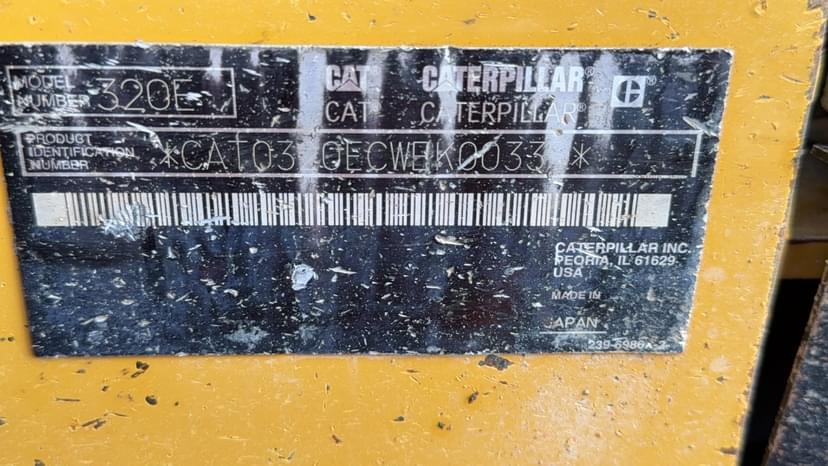 MODEL NUMBER 320E
CAT CATERPILLAR®
CAT® CATERPILLAR®
PRODUCT
IDENTIFICATION
NUMBER
CATERPILLAR INC.
PEORIA, IL 61629
USA
MADE IN
JAPAN